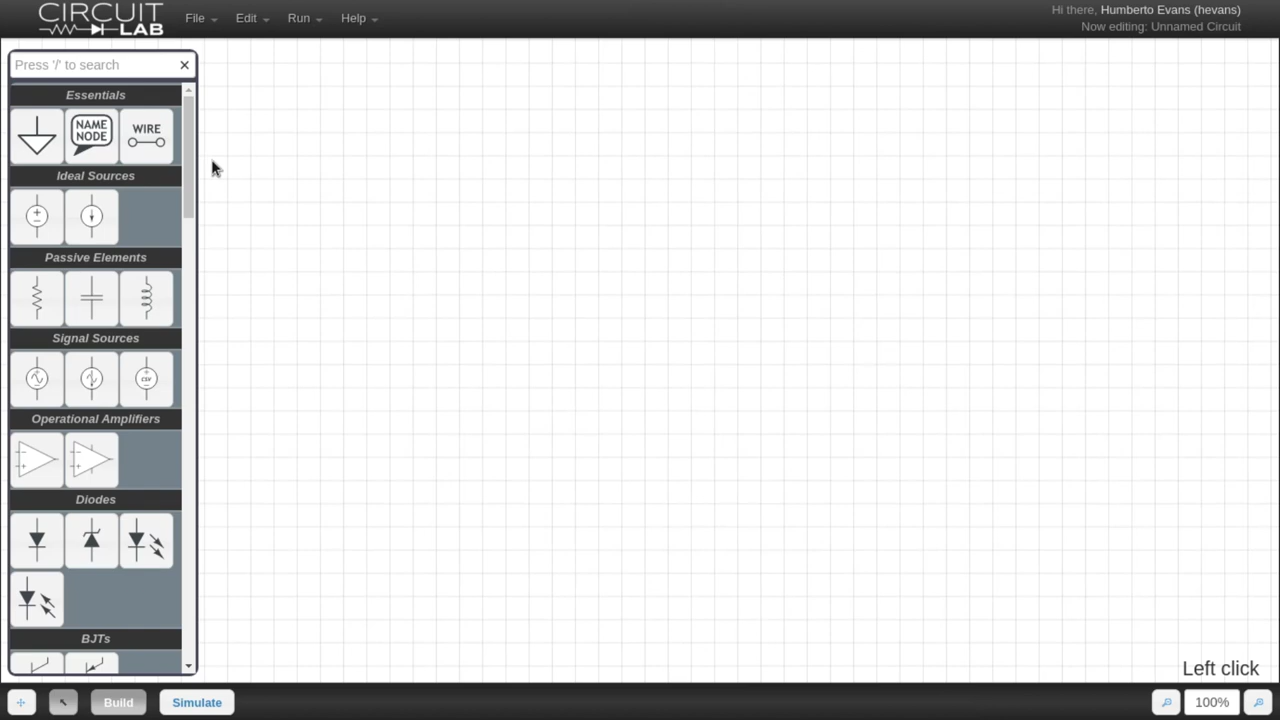 CIRCUIT
LAB
File
Edit
Run
Help
Hi there, Humberto Evans (hevans)
Now editing: Unnamed Circuit
Press '/' to search
Essentials
NAME
NODE
WIRE
Ideal Sources
Passive Elements
Signal Sources
CSV
Operational Amplifiers
Diodes
BJTs
Left click
Build
Simulate
100%